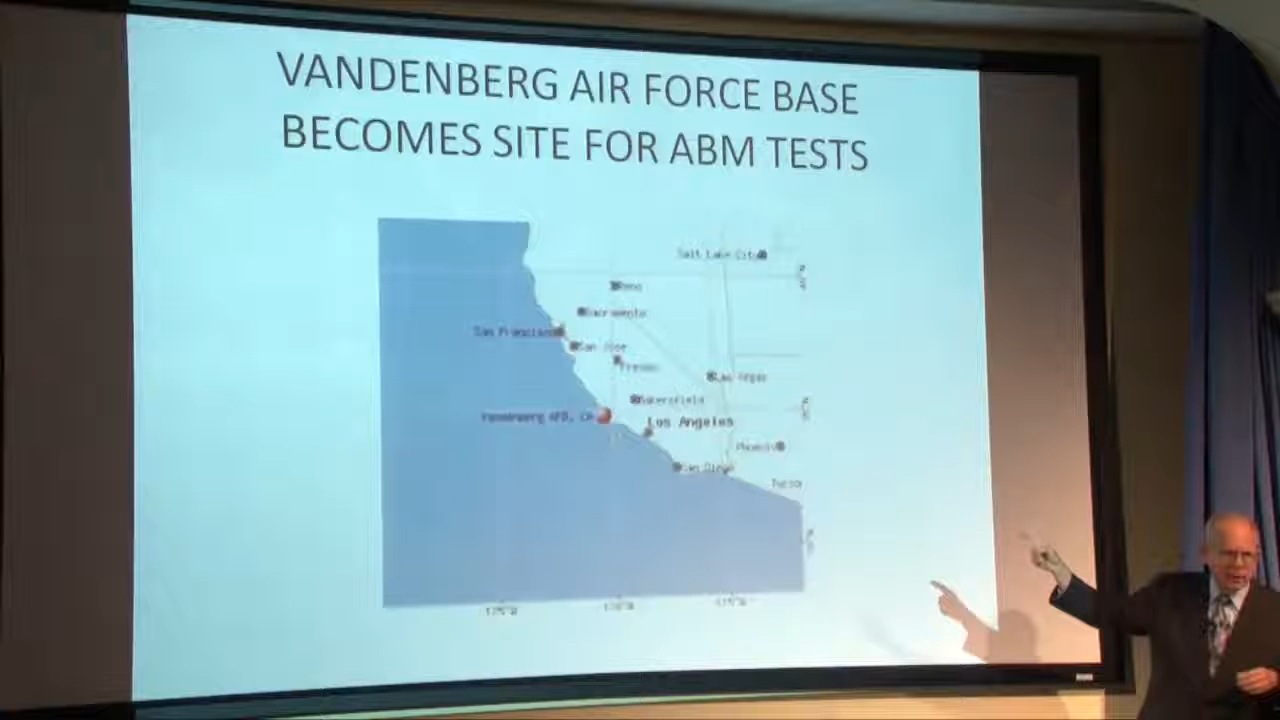 VANDENBERG AIR FORCE BASE
BECOMES SITE FOR ABM TESTS
Salt Lake City
Reno
Sacramento
San Francisco
San Jose
Fresno
Las Vegas
Bakersfield
Vandenberg AFB, CA
Los Angeles
Phoenix
San Diego
Tucson